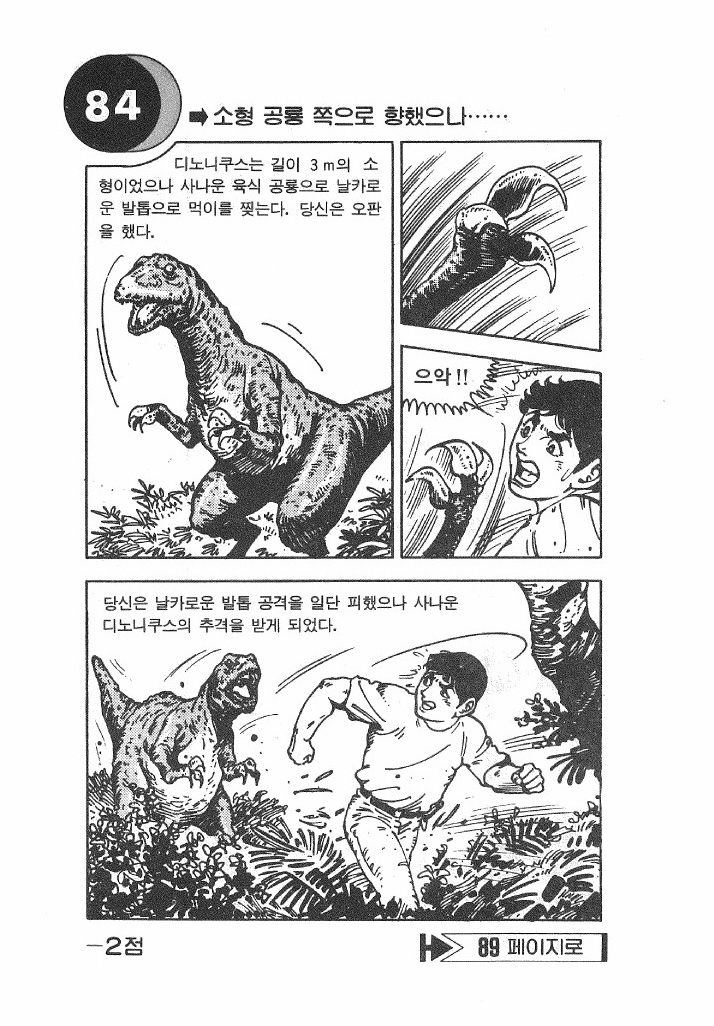 84
➡소형 공룡 쪽으로 향했으나……
디노니쿠스는 길이 3m의 소
형이었으나 사나운 육식 공룡으로 날카로
운 발톱으로 먹이를 찢는다. 당신은 오판
을 했다.
으악!!
당신은 날카로운 발톱 공격을 일단 피했으나 사나운
디노니쿠스의 추격을 받게 되었다.
-2점
89 페이지로